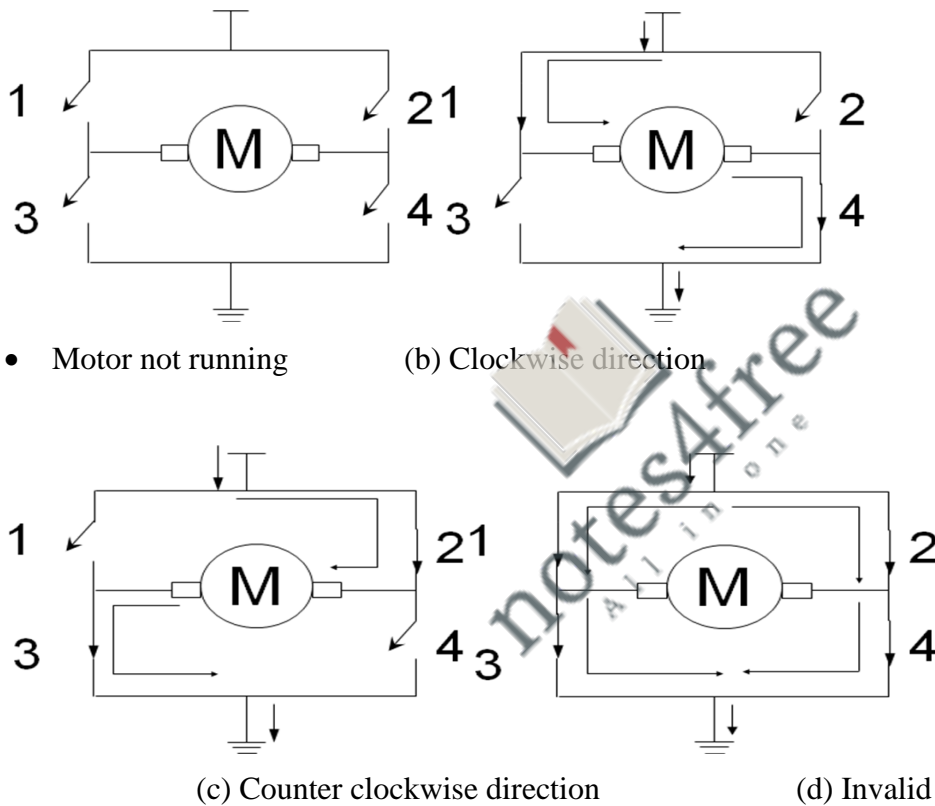 1 M 21 M 2
3 4 3 4
• Motor not running (b) Clockwise direction
notes4free
All in one
1 M 21 M 2
3 4 3 4
(c) Counter clockwise direction (d) Invalid